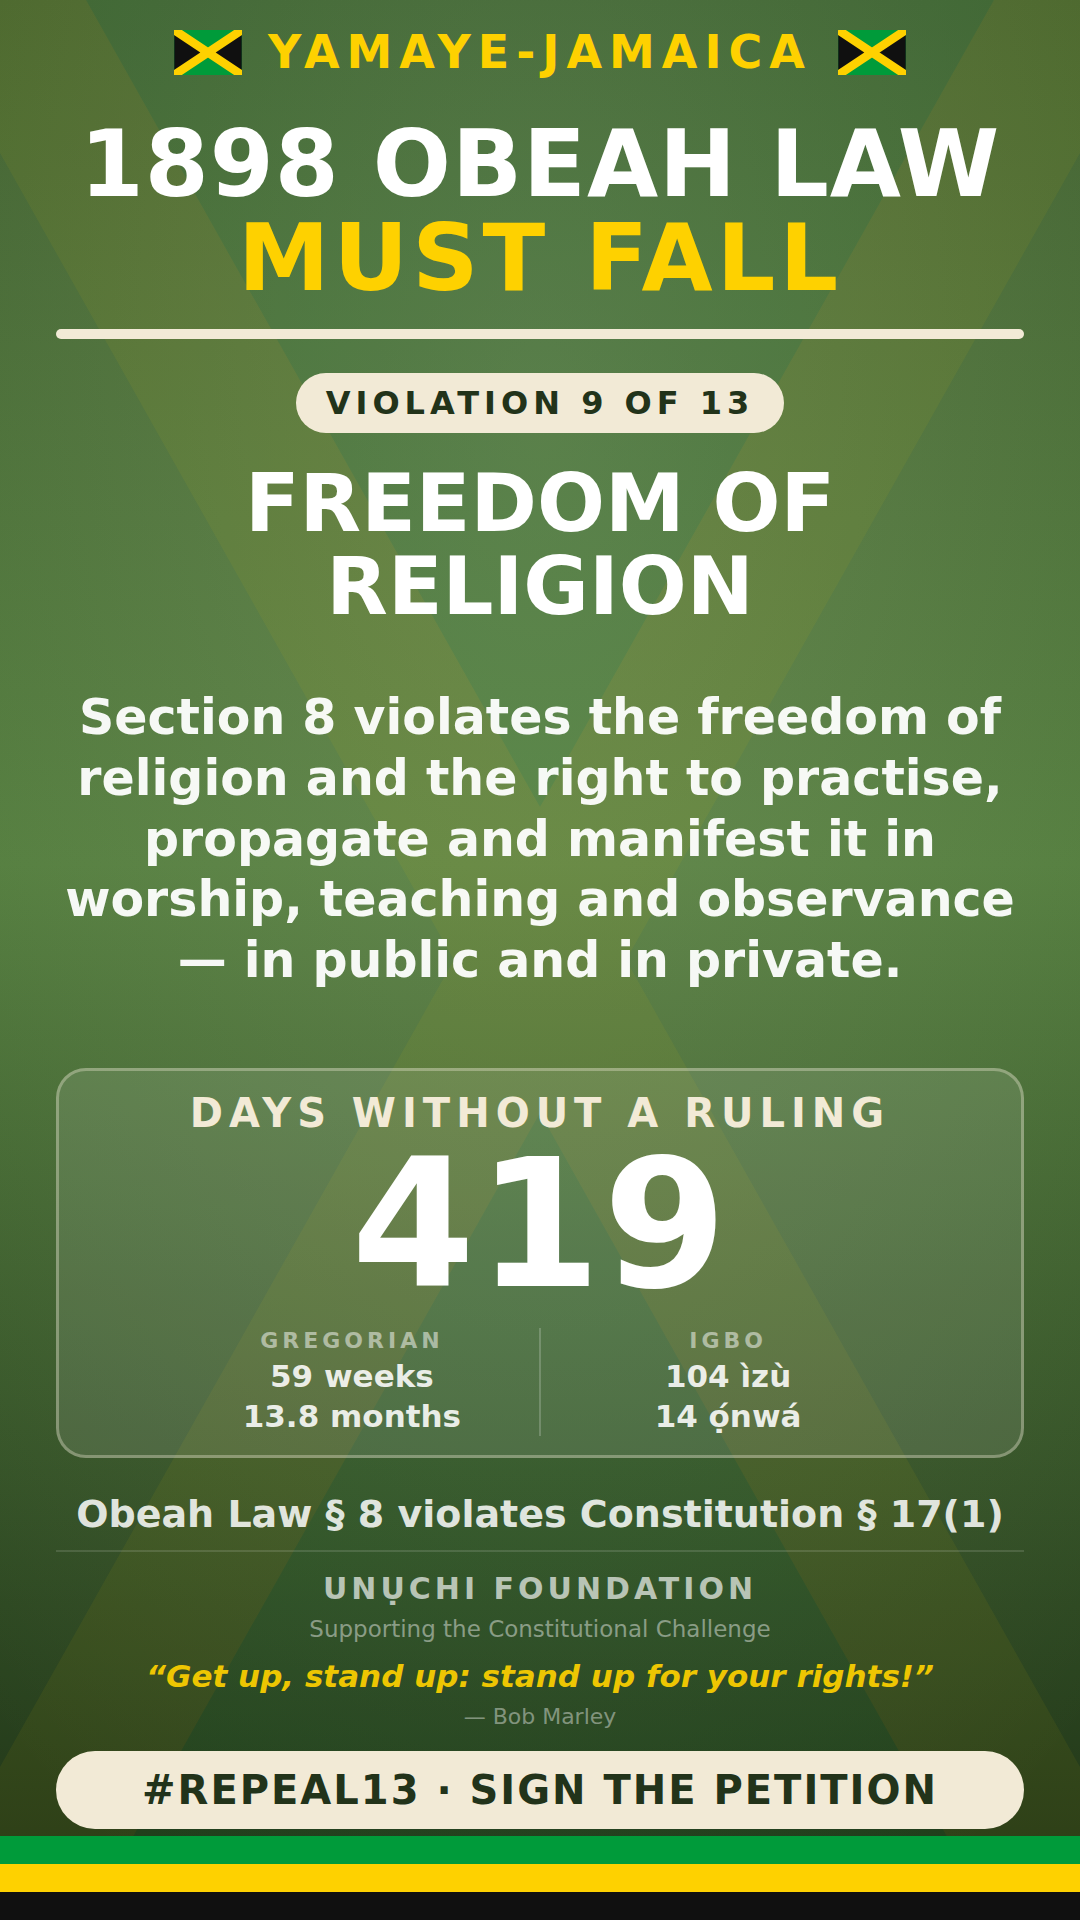 YAMAYE-JAMAICA
1898 OBEAH LAW
MUST FALL
VIOLATION 9 OF 13
FREEDOM OF
RELIGION
Section 8 violates the freedom of
religion and the right to practise,
propagate and manifest it in
worship, teaching and observance
— in public and in private.
DAYS WITHOUT A RULING
419
GREGORIAN
59 weeks
13.8 months
IGBO
104 ìzù
14 ọ́nwá
Obeah Law § 8 violates Constitution § 17(1)
UNỤCHI FOUNDATION
Supporting the Constitutional Challenge
“Get up, stand up: stand up for your rights!”
— Bob Marley
#REPEAL13 · SIGN THE PETITION